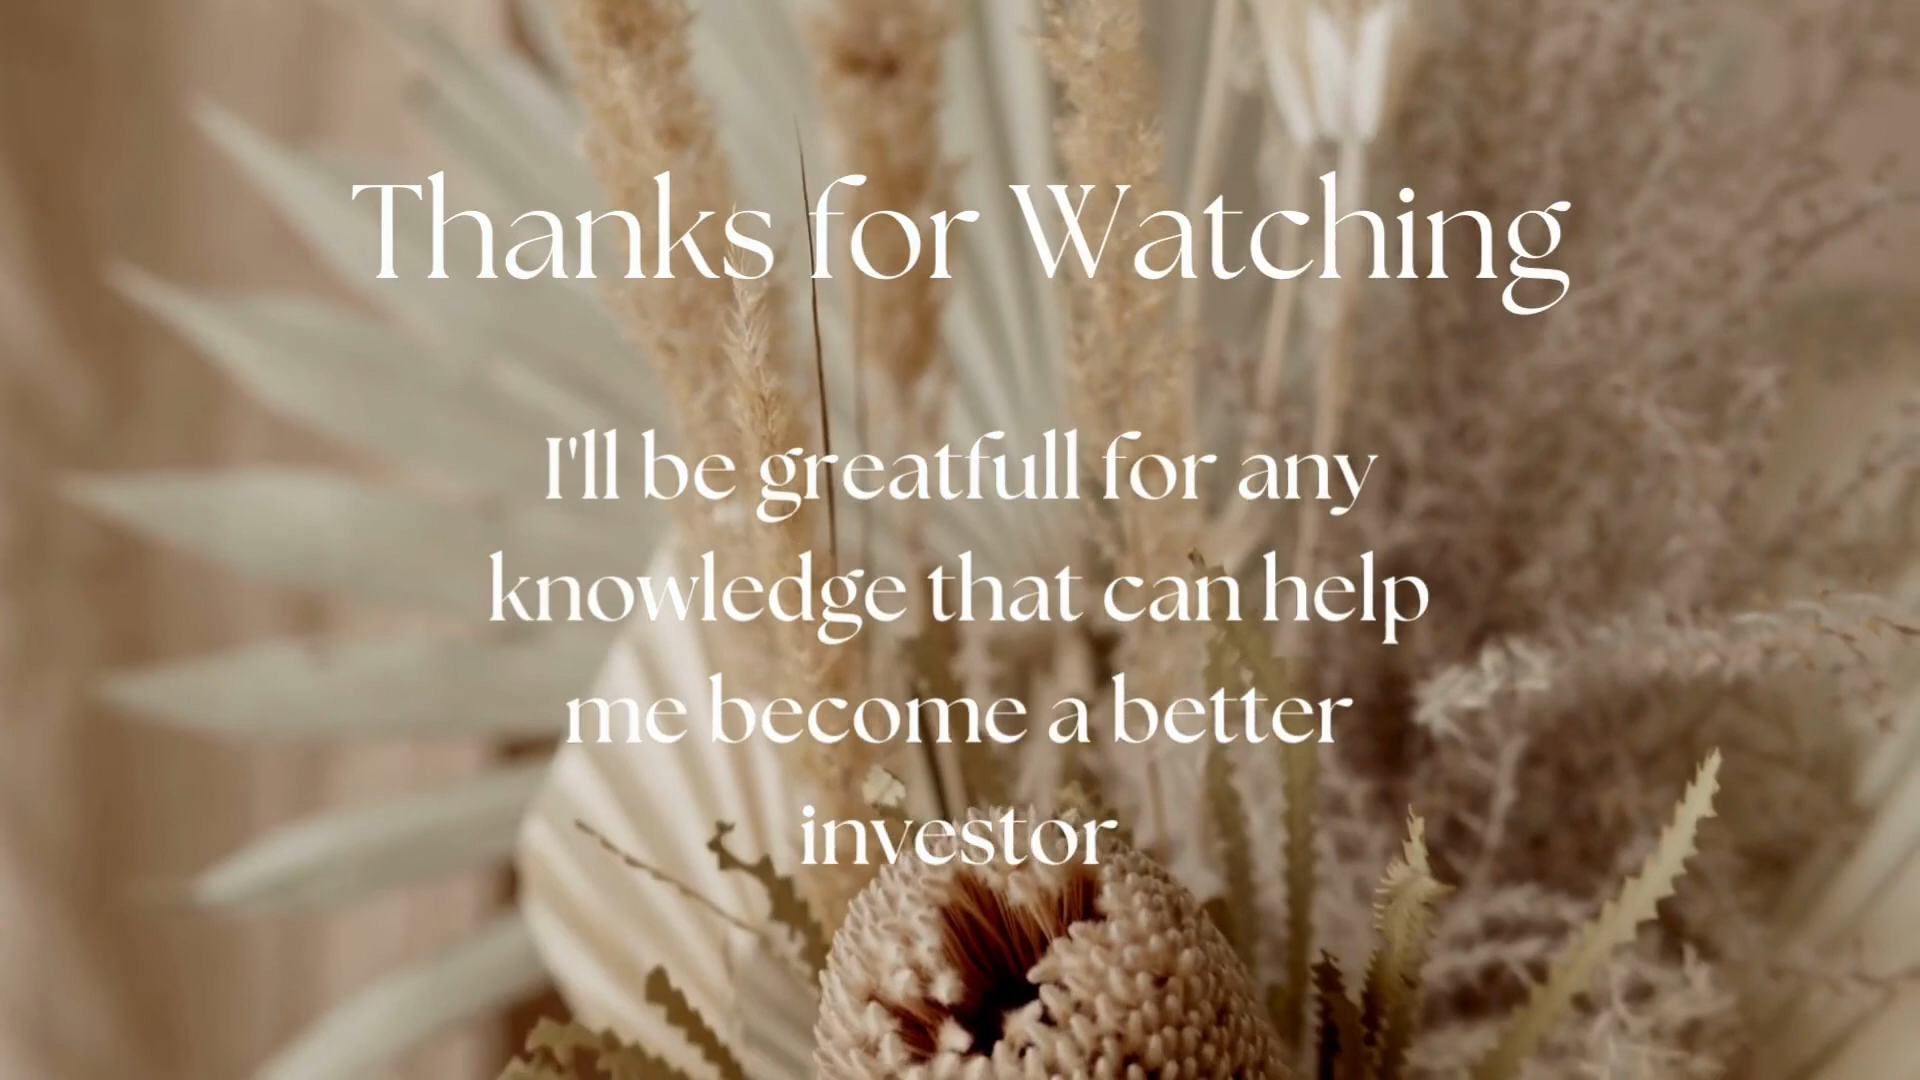 Thanks for Watching
I'll be greatfull for any
knowledge that can help
me become a better
investor